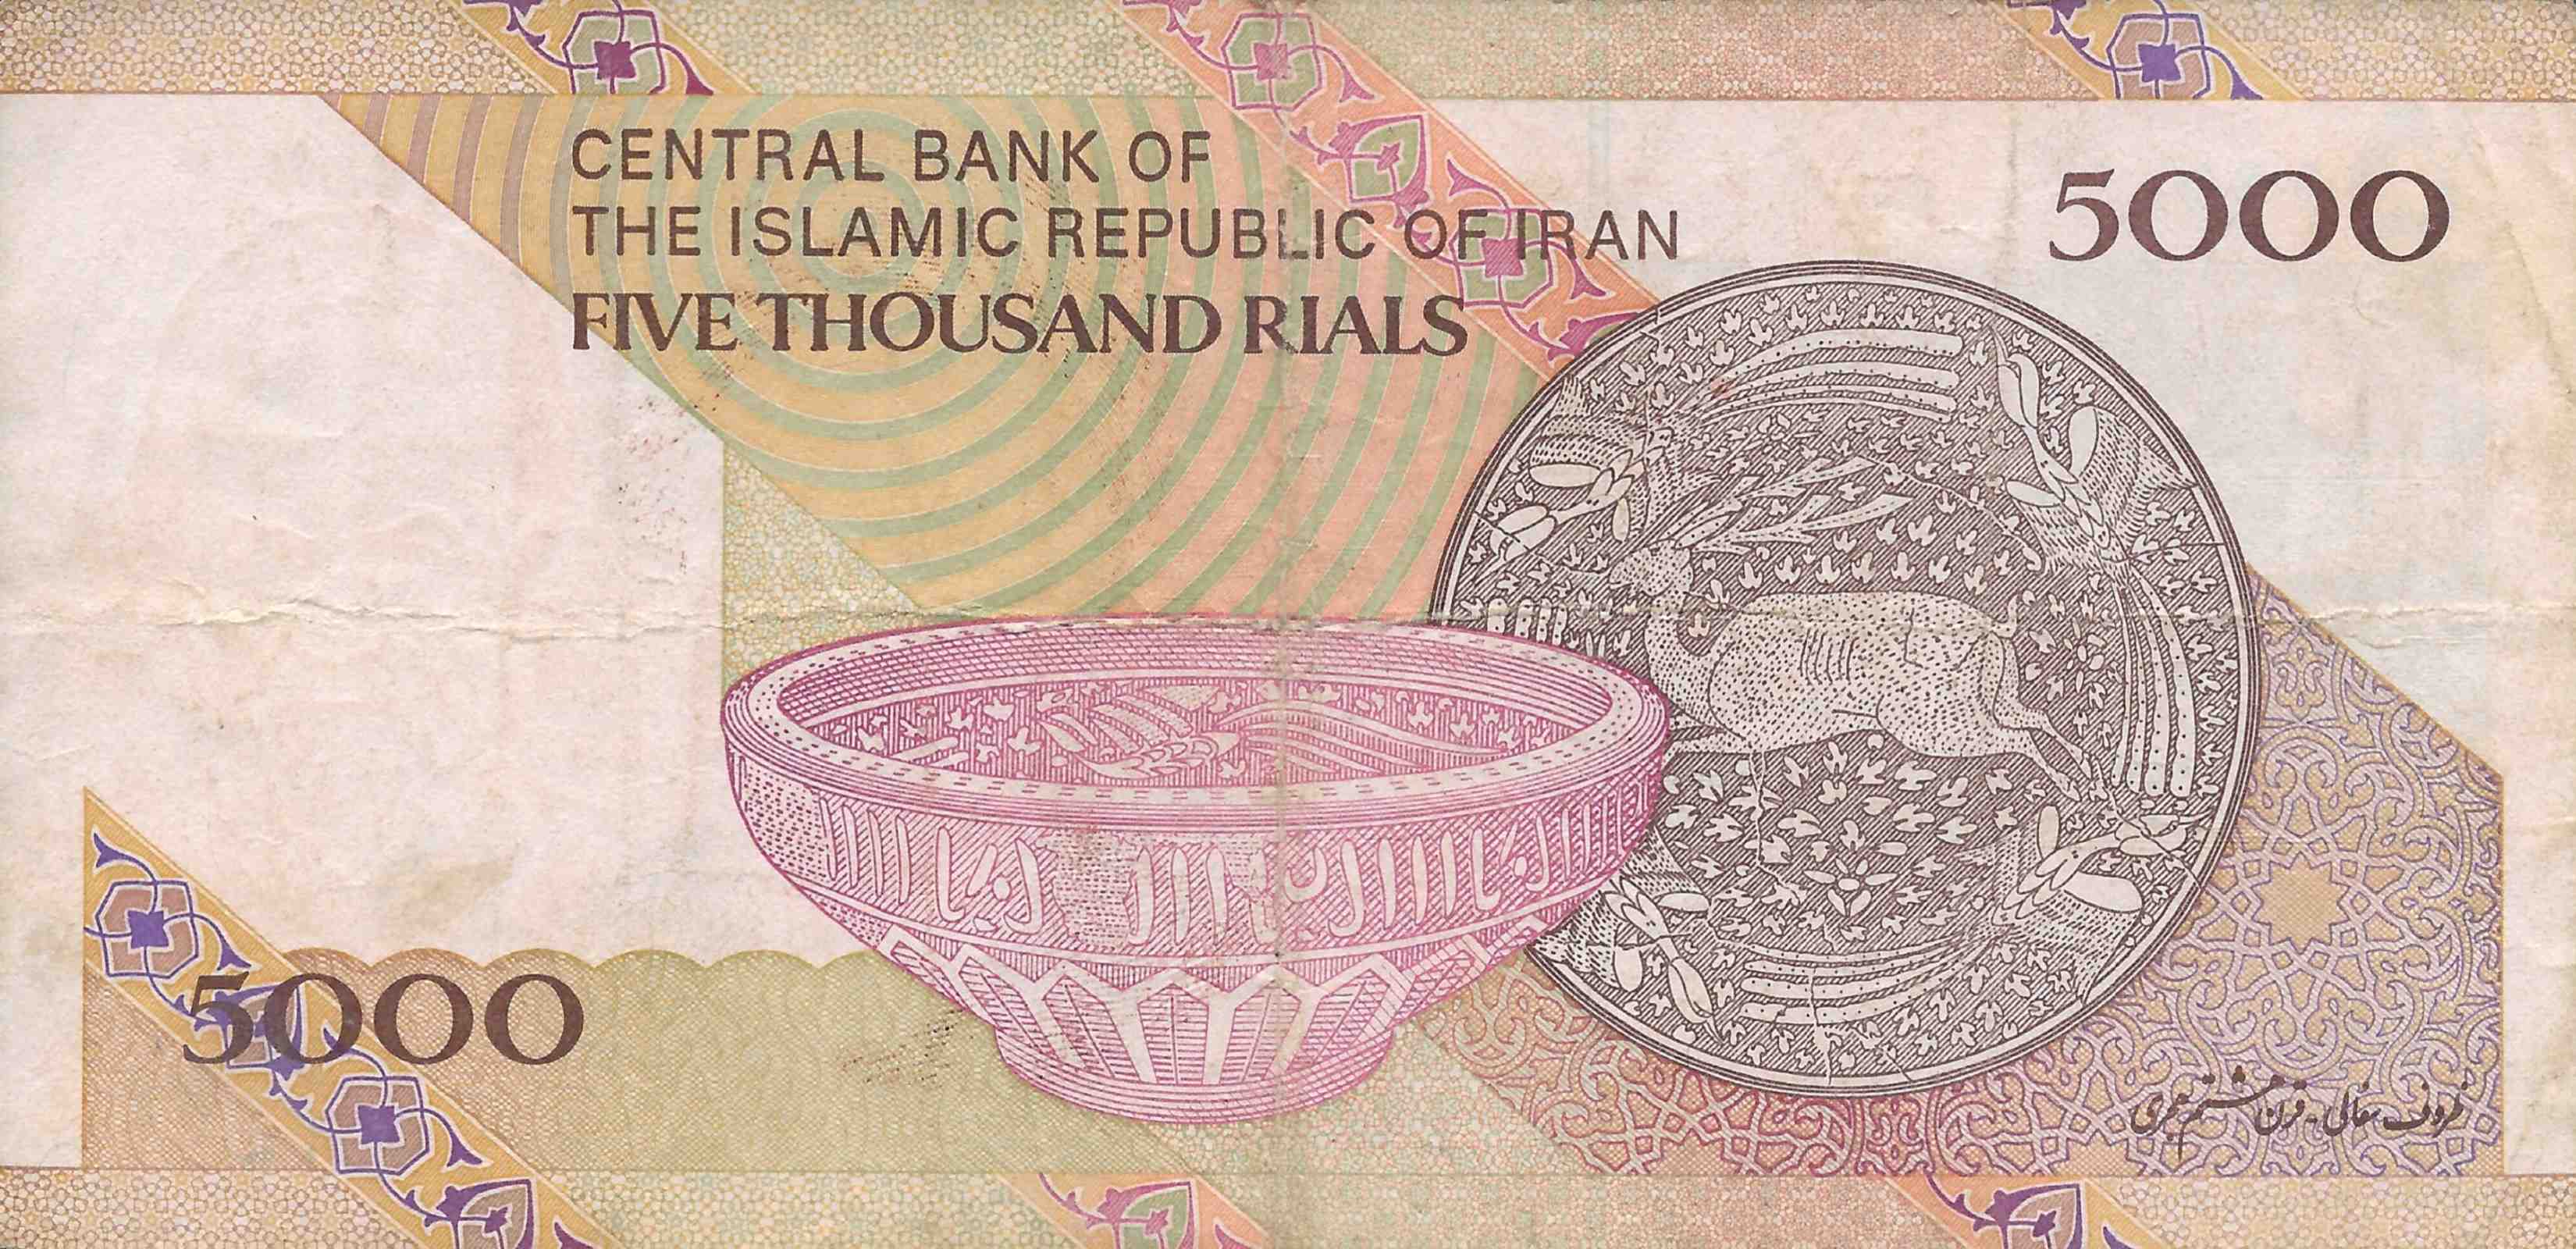 CENTRAL BANK OF
THE ISLAMIC REPUBLIC OF IRAN
FIVE THOUSAND RIALS
5000
5000
ظروف سفالی - قرن هشتم هجری